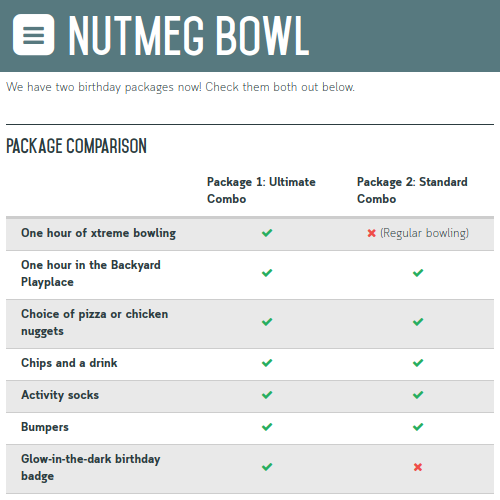 NUTMEG BOWL
We have two birthday packages now! Check them both out below.
PACKAGE COMPARISON
Package 1: Ultimate Combo
Package 2: Standard Combo
One hour of xtreme bowling ✔ ✖ (Regular bowling)
One hour in the Backyard Playplace ✔ ✔
Choice of pizza or chicken nuggets ✔ ✔
Chips and a drink ✔ ✔
Activity socks ✔ ✔
Bumpers ✔ ✔
Glow-in-the-dark birthday badge ✔ ✖